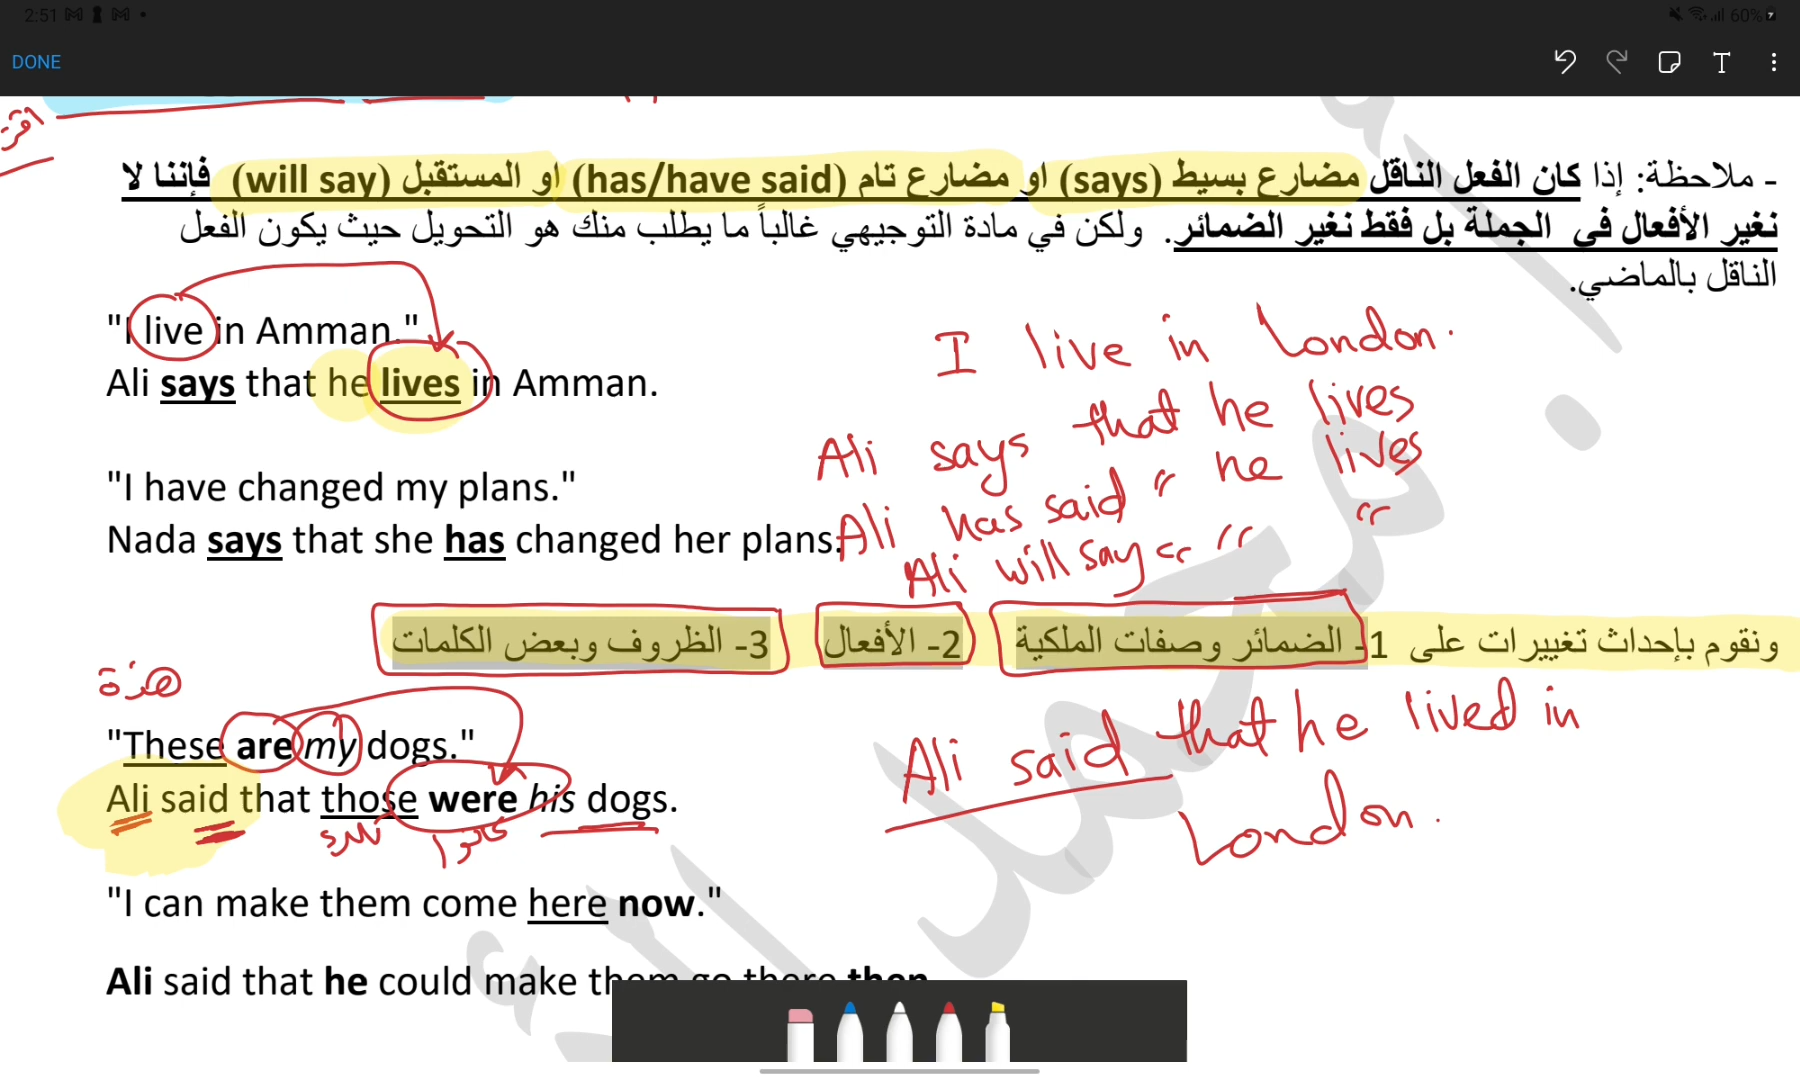 2:51
60%
DONE
- ملاحظة: إذا كان الفعل الناقل مضارع بسيط (says) او مضارع تام (has/have said) او المستقبل (will say) فإننا لا
نغير الأفعال في الجملة بل فقط نغير الضمائر. ولكن في مادة التوجيهي غالباً ما يطلب منك هو التحويل حيث يكون الفعل
الناقل بالماضي.
"I live in Amman."
Ali says that he lives in Amman.
I live in London.
Ali says that he lives
Ali has said " he lives
Ali will say " " "
"I have changed my plans."
Nada says that she has changed her plans.
ونقوم بإحداث تغييرات على 1- الضمائر وصفات الملكية 2- الأفعال 3- الظروف وبعض الكلمات
"These are my dogs."
Ali said that those were his dogs.
Ali said that he lived in
London.
"I can make them come here now."
Ali said that he could make them go there then